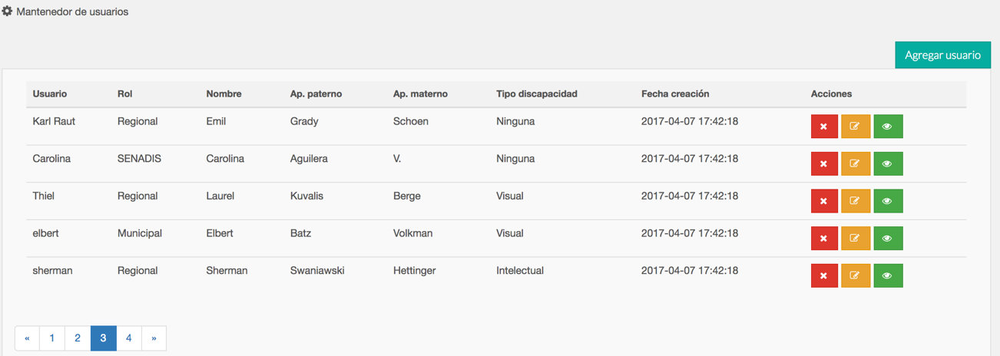 Mantenedor de usuarios
Agregar usuario
Usuario Rol Nombre Ap. paterno Ap. materno Tipo discapacidad Fecha creación Acciones
Karl Raut Regional Emil Grady Schoen Ninguna 2017-04-07 17:42:18
Carolina SENADIS Carolina Aguilera V. Ninguna 2017-04-07 17:42:18
Thiel Regional Laurel Kuvalis Berge Visual 2017-04-07 17:42:18
elbert Municipal Elbert Batz Volkman Visual 2017-04-07 17:42:18
sherman Regional Sherman Swaniawski Hettinger Intelectual 2017-04-07 17:42:18
« 1 2 3 4 »